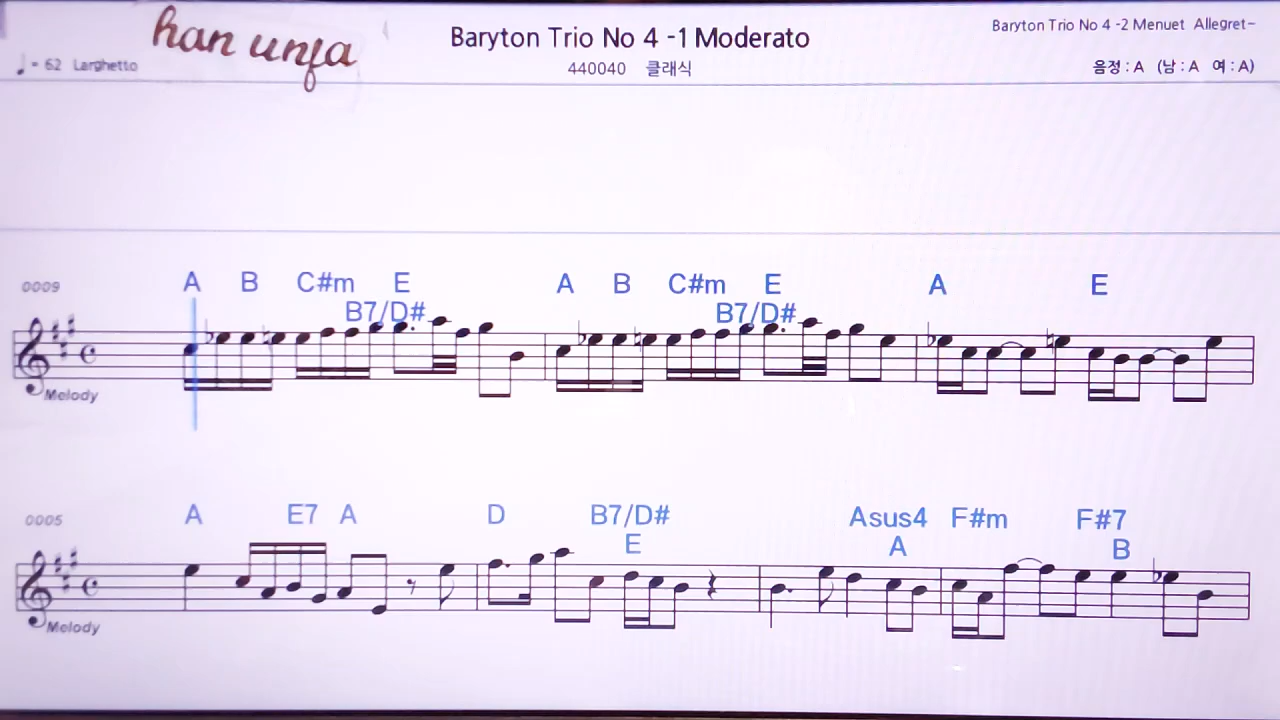 han unja
Baryton Trio No 4 -1 Moderato
Baryton Trio No 4 -2 Menuet Allegret~
♩= 62 Larghetto
440040 클래식
음정 : A (남 : A 여 : A)
0009
A B C#m E A B C#m E A E
B7/D# B7/D#
Melody
0005
A E7 A D B7/D# Asus4 F#m F#7
E A B
Melody